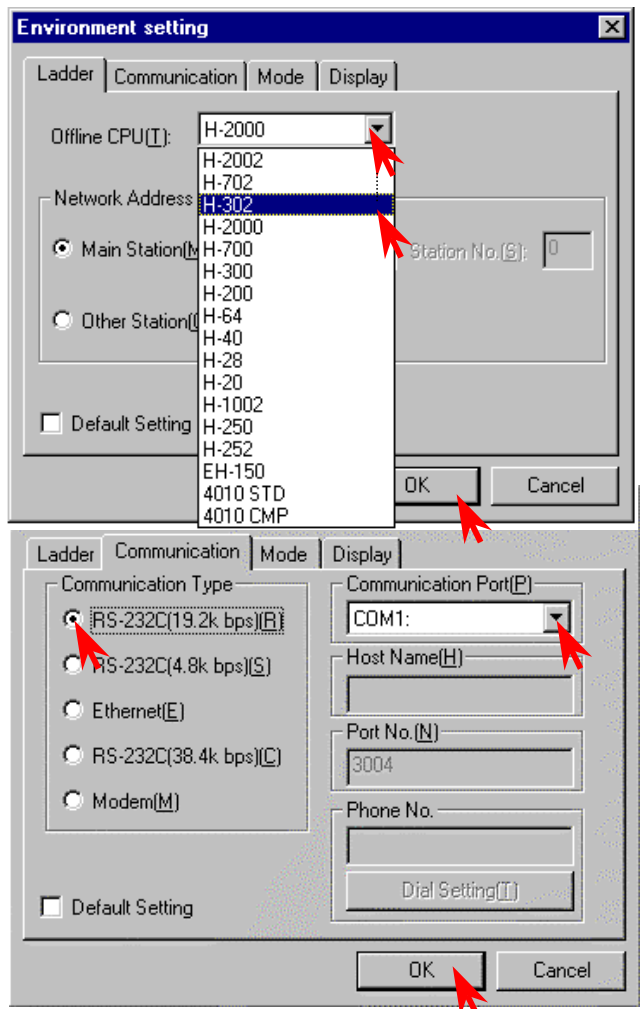 Environment setting
Ladder Communication Mode Display
Offline CPU(T): H-2000
H-2002
H-702
Network Address H-302
H-2000
Main Station(M H-700 Station No.(S): 0
H-300
H-200
Other Station( H-64
H-40
H-28
H-20
H-1002
Default Setting H-250
H-252
EH-150
4010 STD
4010 CMP
OK Cancel
Ladder Communication Mode Display
Communication Type
RS-232C(19.2k bps)(R)
RS-232C(4.8k bps)(S)
Ethernet(E)
RS-232C(38.4k bps)(C)
Modem(M)
Default Setting
Communication Port(P)
COM1:
Host Name(H)
Port No.(N)
3004
Phone No.
Dial Setting(T)
OK Cancel